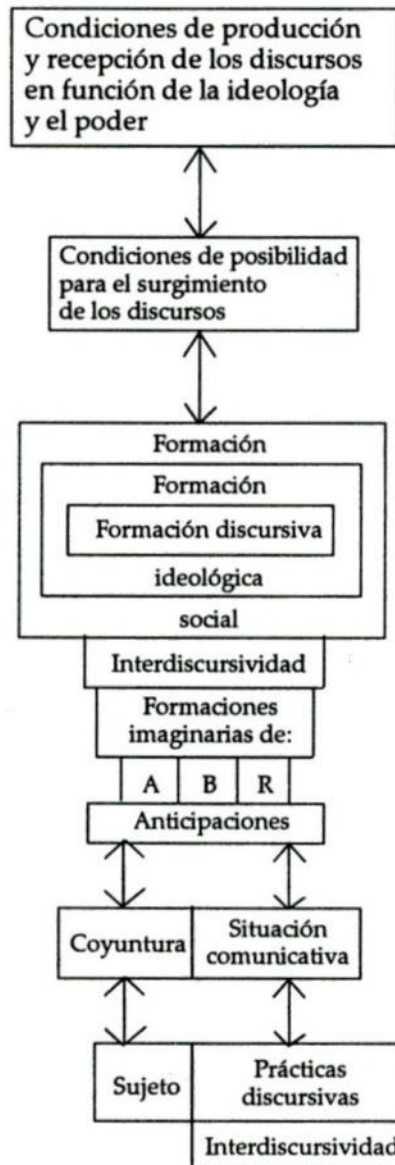 Condiciones de producción
y recepción de los discursos
en función de la ideología
y el poder
Condiciones de posibilidad
para el surgimiento
de los discursos
Formación
Formación
Formación discursiva
ideológica
social
Interdiscursividad
Formaciones
imaginarias de:
A B R
Anticipaciones
Coyuntura
Situación
comunicativa
Sujeto
Prácticas
discursivas
Interdiscursividad